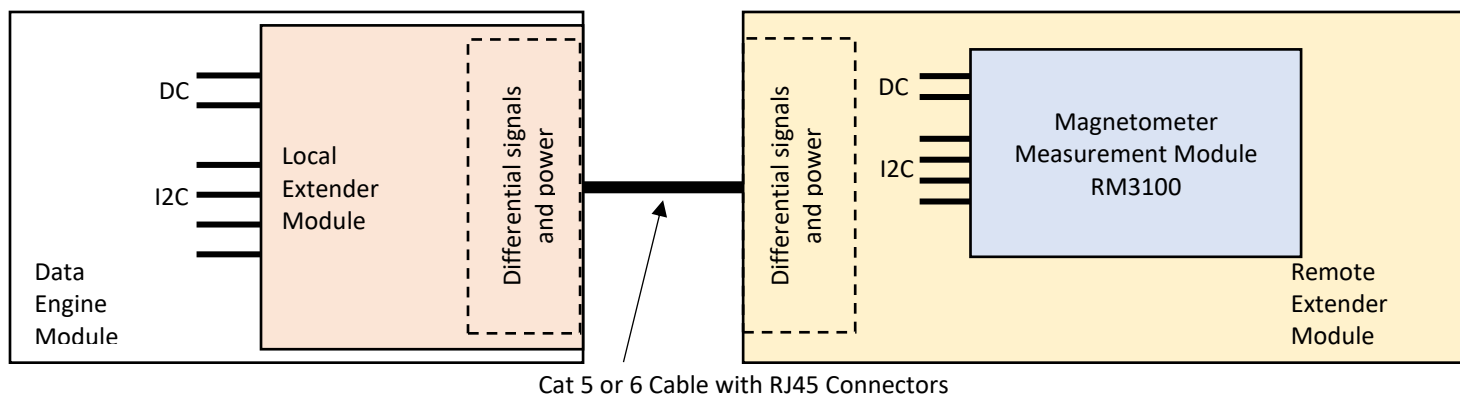 DC
I2C
Local
Extender
Module
Data
Engine
Module
Differential signals
and power
Differential signals
and power
DC
I2C
Magnetometer
Measurement Module
RM3100
Remote
Extender
Module
Cat 5 or 6 Cable with RJ45 Connectors